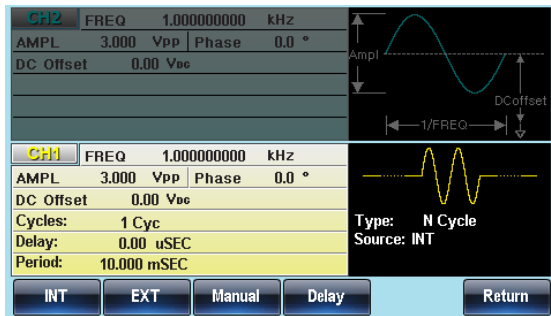 CH2 FREQ 1.000000000 kHz
AMPL 3.000 VPP Phase 0.0 °
DC Offset 0.00 VDC
Ampl
DCoffset
1/FREQ
CH1 FREQ 1.000000000 kHz
AMPL 3.000 VPP Phase 0.0 °
DC Offset 0.00 VDC
Cycles: 1 Cyc
Delay: 0.00 uSEC
Period: 10.000 mSEC
Type: N Cycle
Source: INT
INT EXT Manual Delay Return